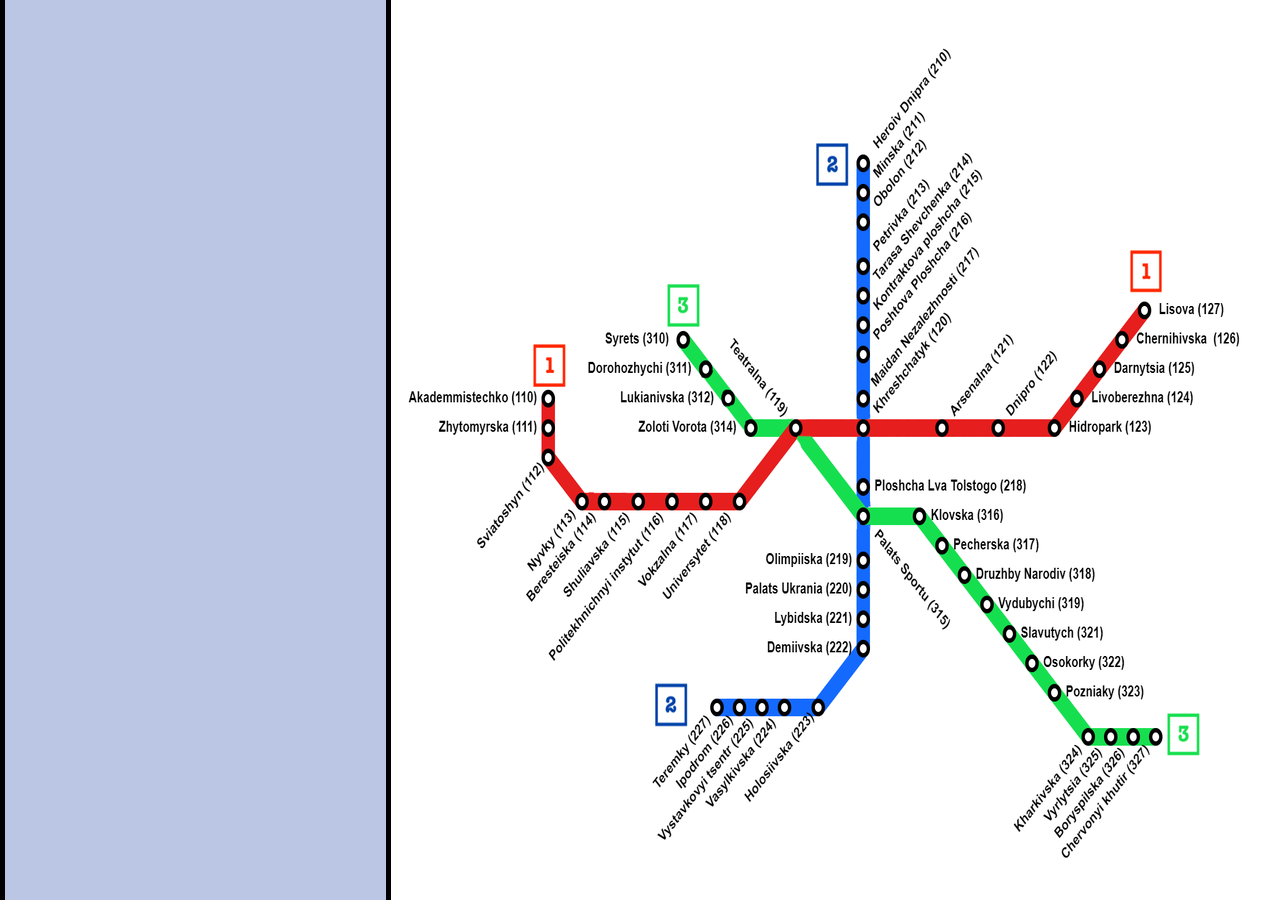 Heroiv Dnipra (210)
Minska (211)
Obolon (212)
Petrivka (213)
Tarasa Shevchenka (214)
Kontraktova ploshcha (215)
Poshtova Ploshcha (216)
Maidan Nezalezhnosti (217)
Khreshchatyk (120)
2
1
3
1
Lisova (127)
Chernihivska (126)
Darnytsia (125)
Livoberezhna (124)
Hidropark (123)
Dnipro (122)
Arsenalna (121)
Syrets (310)
Dorohozhychi (311)
Lukianivska (312)
Zoloti Vorota (314)
Teatralna (119)
Akademmistechko (110)
Zhytomyrska (111)
Sviatoshyn (112)
Nyvky (113)
Beresteiska (114)
Shuliavska (115)
Politekhnichnyi instytut (116)
Vokzalna (117)
Universytet (118)
Ploshcha Lva Tolstogo (218)
Palats Sportu (315)
Klovska (316)
Pecherska (317)
Druzhby Narodiv (318)
Vydubychi (319)
Slavutych (321)
Osokorky (322)
Pozniaky (323)
Olimpiiska (219)
Palats Ukrania (220)
Lybidska (221)
Demiivska (222)
2
Teremky (227)
Ipodrom (226)
Vystavkovyi tsentr (225)
Vasylkivska (224)
Holosiivska (223)
3
Kharkivska (324)
Vyrlytsia (325)
Boryspilska (326)
Chervonyi khutir (327)